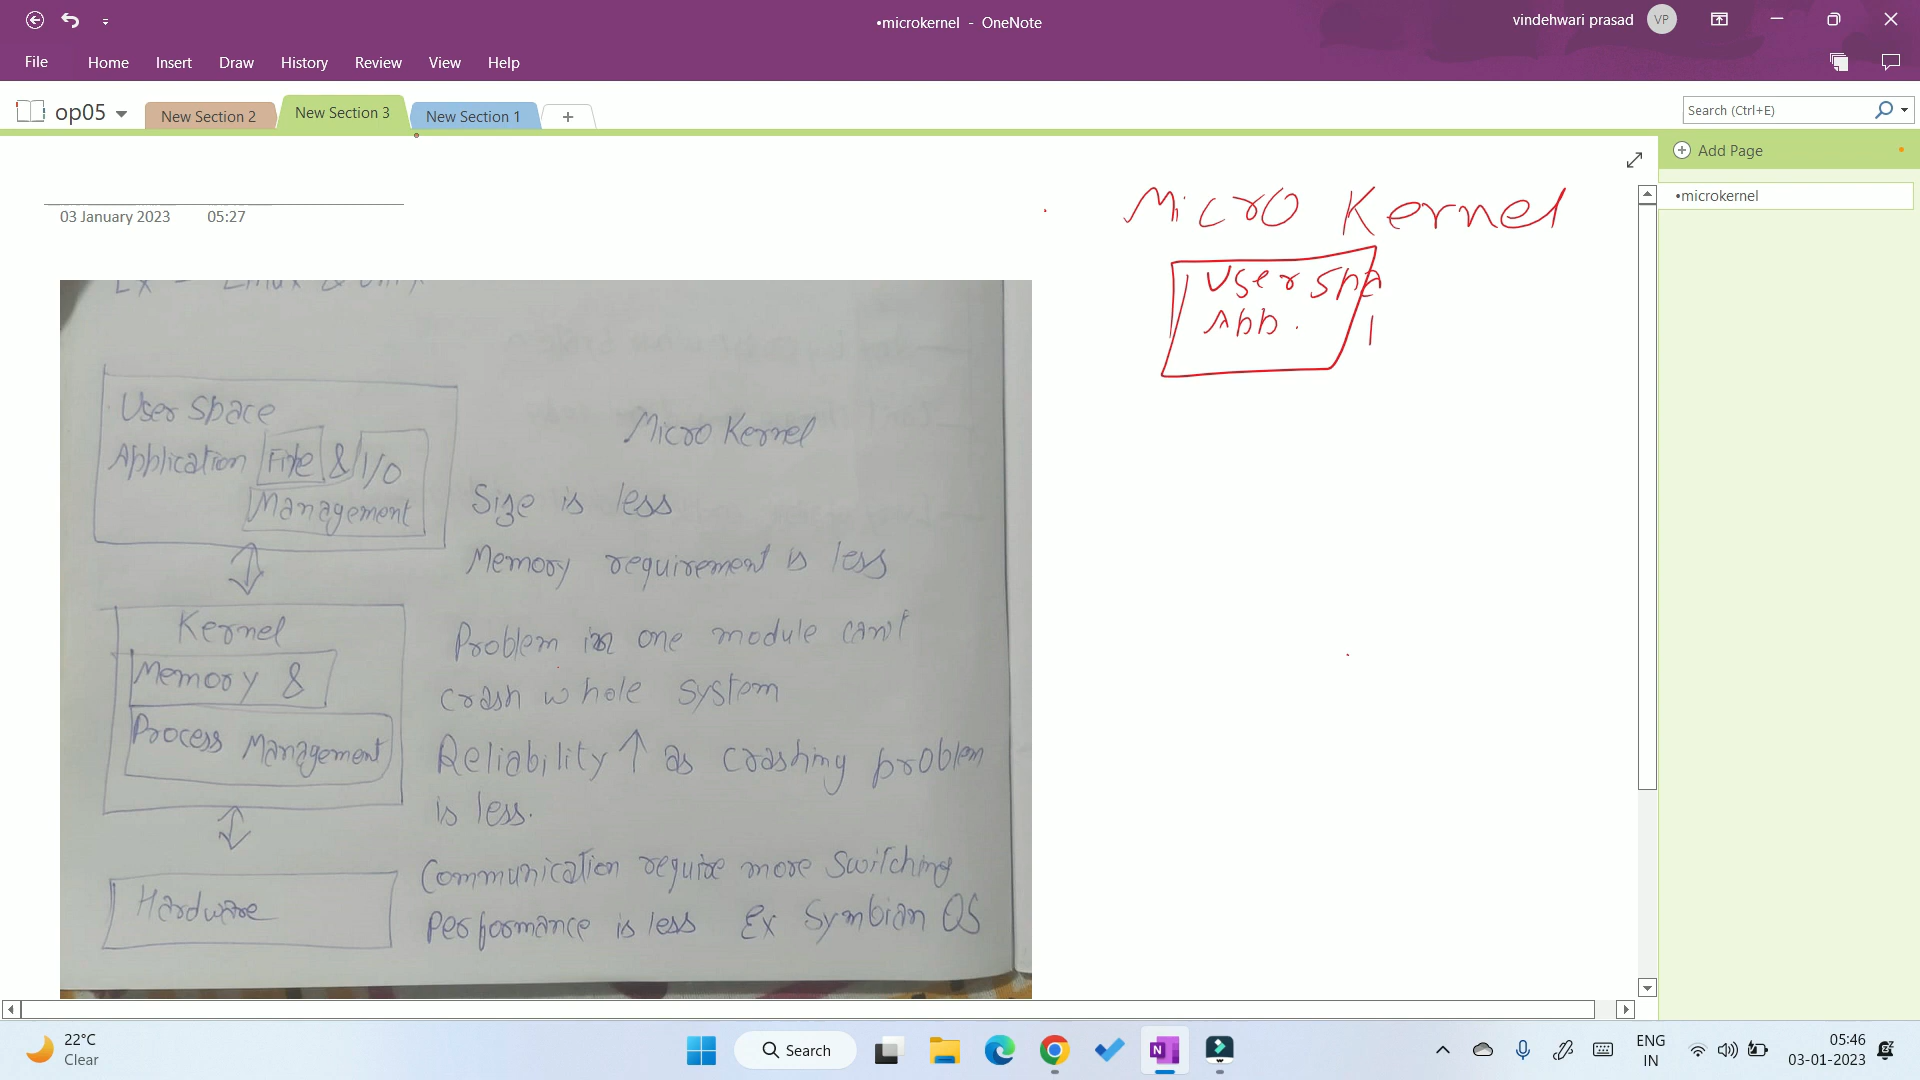 •microkernel - OneNote
vindehwari prasad VP
File Home Insert Draw History Review View Help
op05 New Section 2 New Section 3 New Section 1 +
Search (Ctrl+E)
Add Page
•microkernel
03 January 2023 05:27
Micro Kernel
User Spa
App.
User Space
Application File & I/O
Management
Kernel
Memory &
Process Management
Hardware
Micro Kernel
Size is less
Memory requirement is less
Problem in one module can't
crash whole system
Reliability ↑ as crashing problem
is less.
Communication require more switching
Performance is less Ex Symbian OS
22°C
Clear
Search
ENG
IN
05:46
03-01-2023